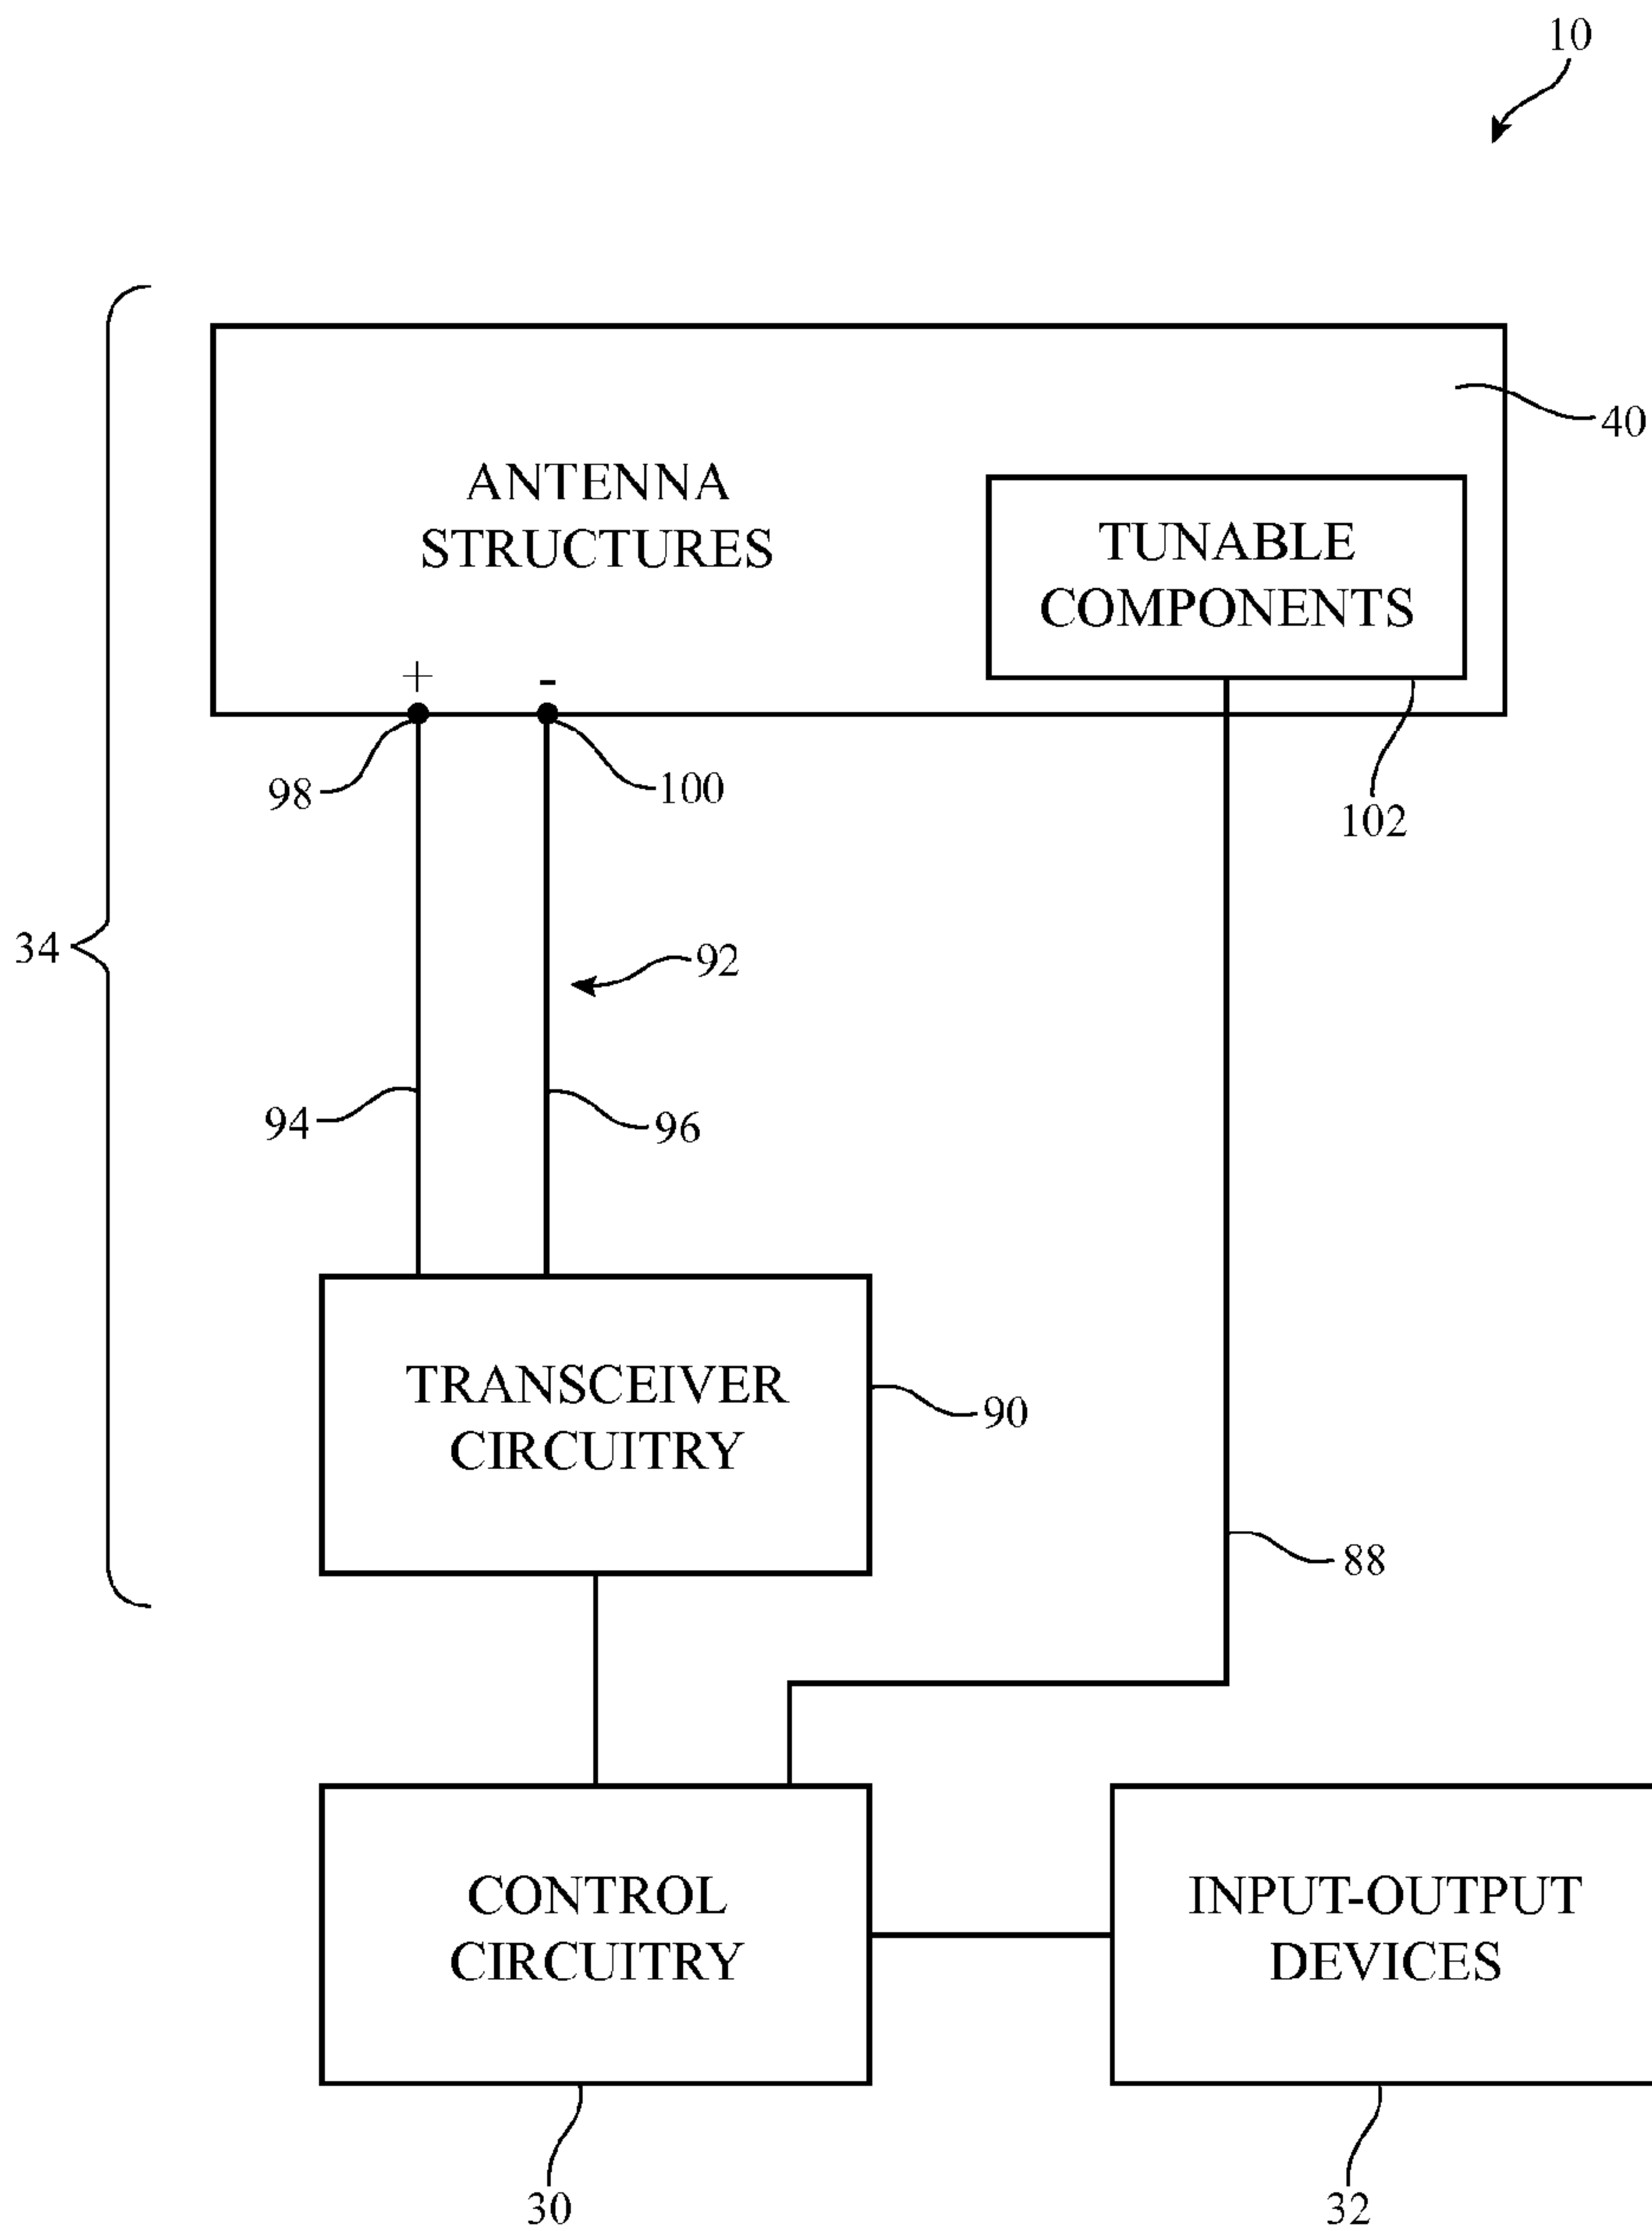 10
40
ANTENNA
STRUCTURES
TUNABLE
COMPONENTS
+
-
98
100
102
34
92
94
96
TRANSCEIVER
CIRCUITRY
90
88
CONTROL
CIRCUITRY
INPUT-OUTPUT
DEVICES
30
32